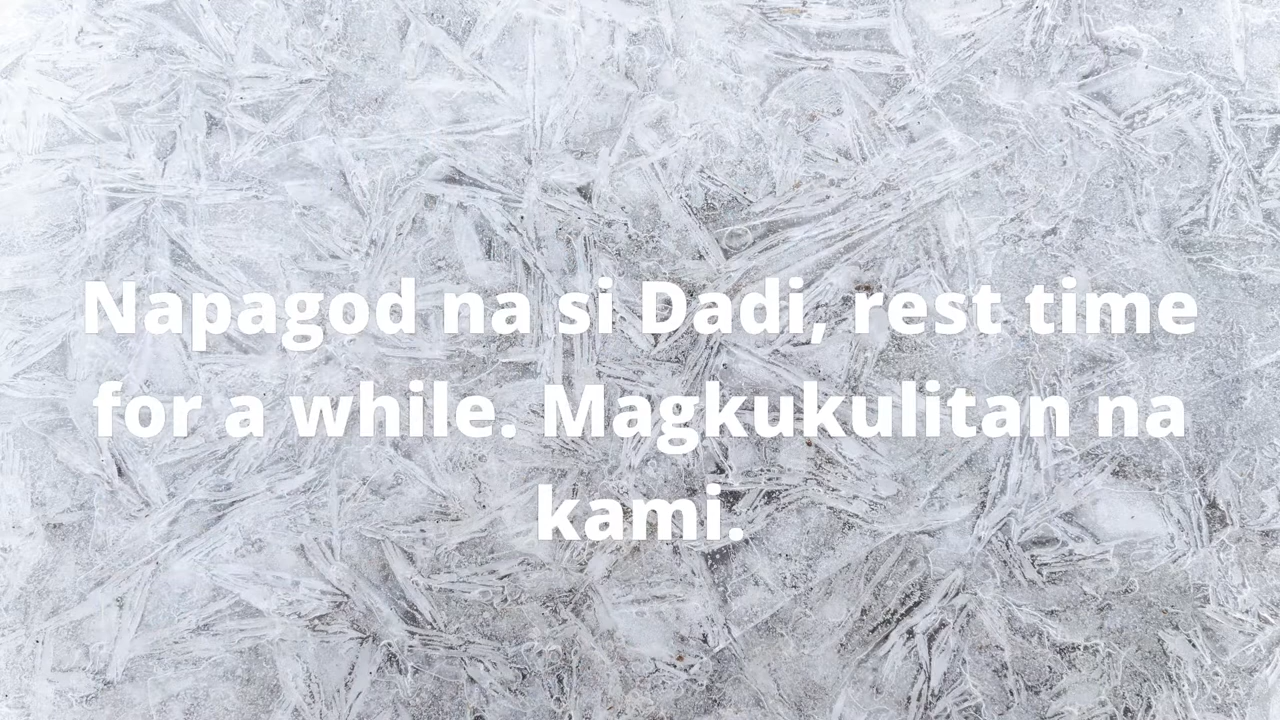 Napagod na si Dadi, rest time
for a while. Magkukulitan na
kami.